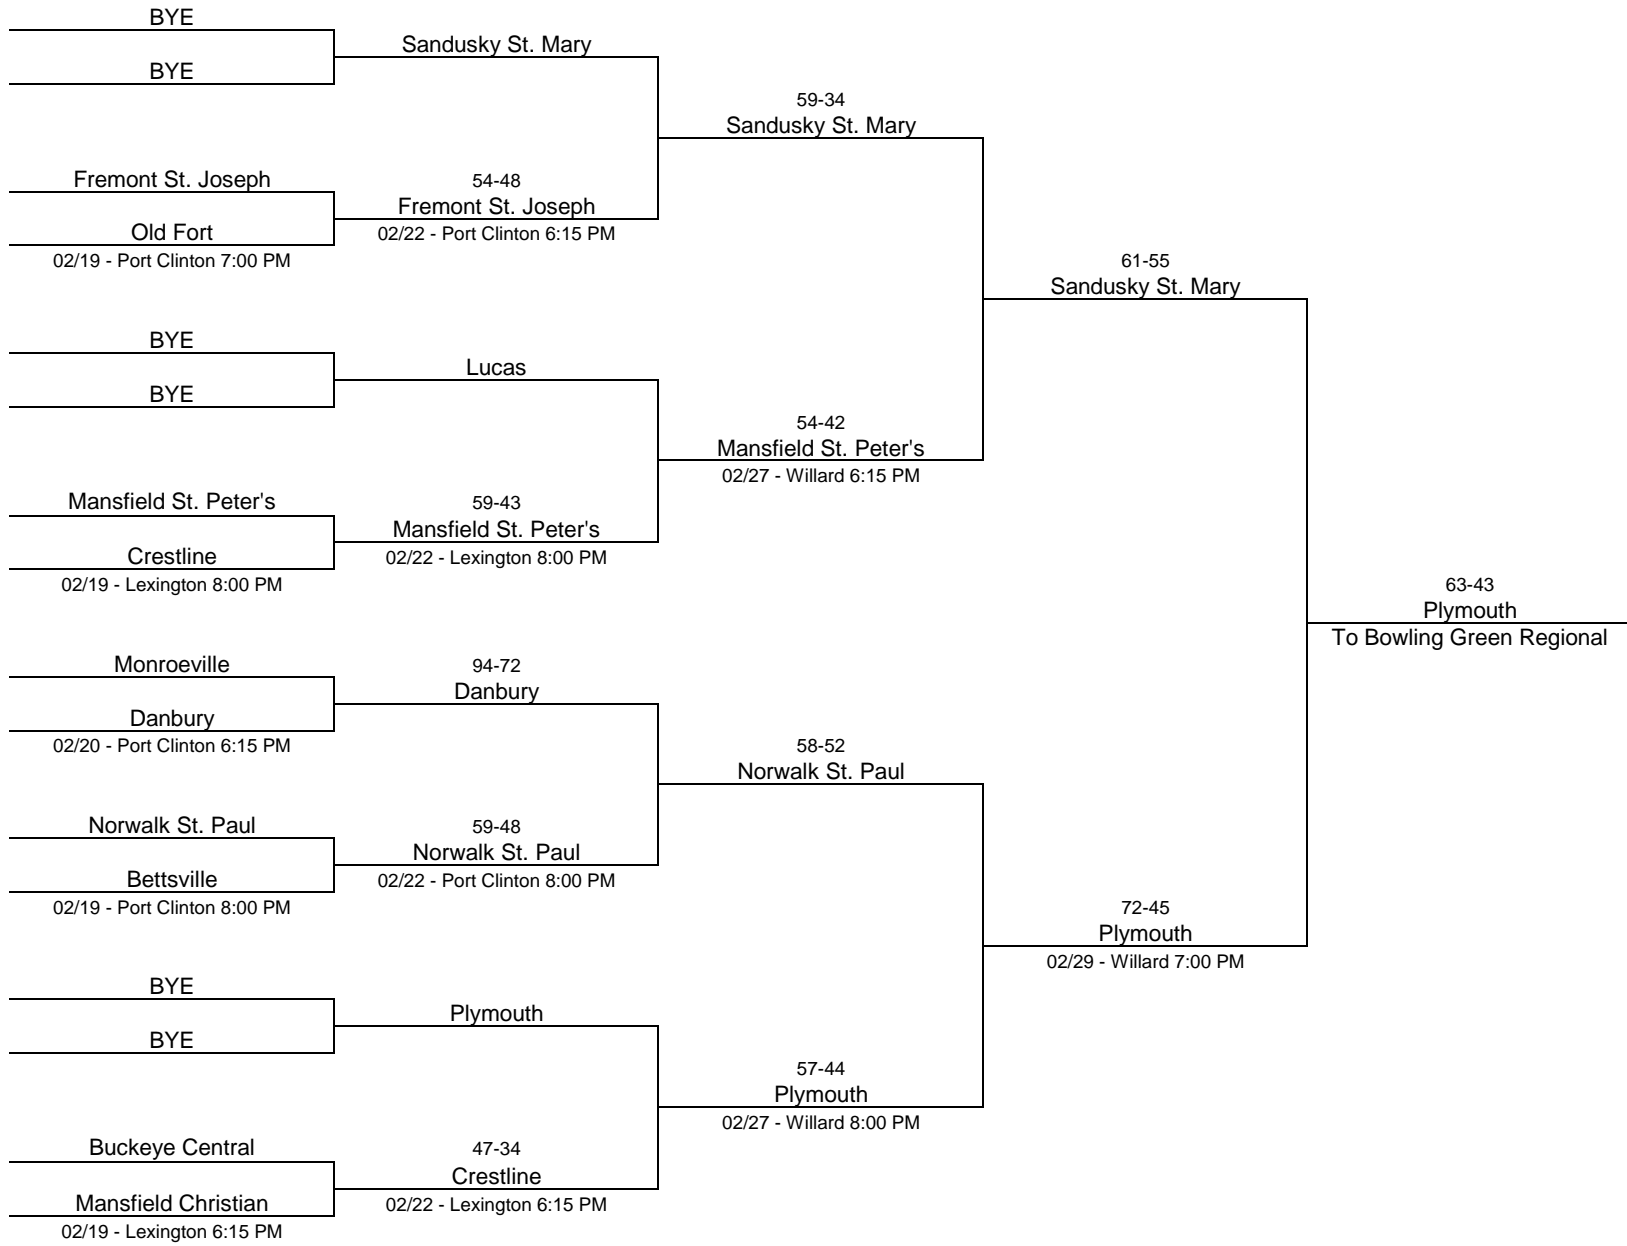 BYE
BYE
Sandusky St. Mary
59-34
Sandusky St. Mary
Fremont St. Joseph
Old Fort
02/19 - Port Clinton 7:00 PM
54-48
Fremont St. Joseph
02/22 - Port Clinton 6:15 PM
61-55
Sandusky St. Mary
BYE
BYE
Lucas
54-42
Mansfield St. Peter's
02/27 - Willard 6:15 PM
Mansfield St. Peter's
Crestline
02/19 - Lexington 8:00 PM
59-43
Mansfield St. Peter's
02/22 - Lexington 8:00 PM
63-43
Plymouth
To Bowling Green Regional
Monroeville
Danbury
02/20 - Port Clinton 6:15 PM
94-72
Danbury
58-52
Norwalk St. Paul
Norwalk St. Paul
Bettsville
02/19 - Port Clinton 8:00 PM
59-48
Norwalk St. Paul
02/22 - Port Clinton 8:00 PM
72-45
Plymouth
02/29 - Willard 7:00 PM
BYE
BYE
Plymouth
57-44
Plymouth
02/27 - Willard 8:00 PM
Buckeye Central
Mansfield Christian
02/19 - Lexington 6:15 PM
47-34
Crestline
02/22 - Lexington 6:15 PM